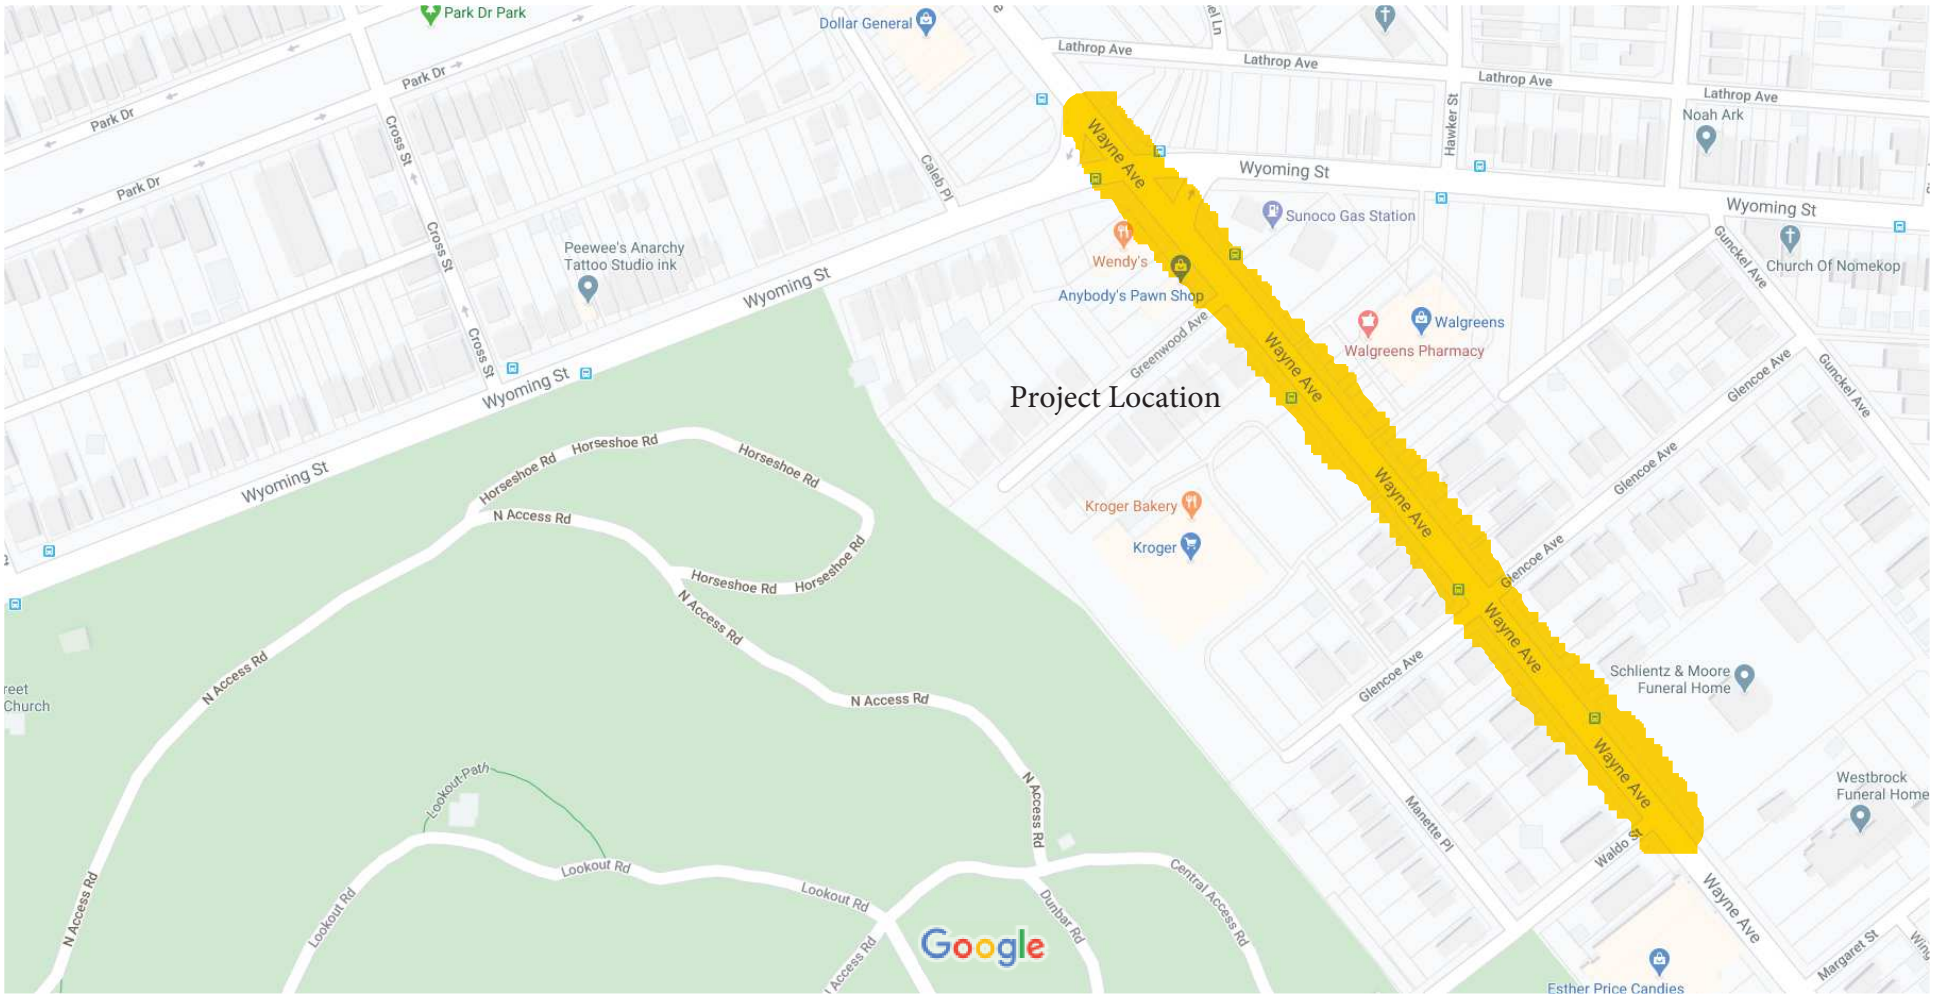 Park Dr Park
Dollar General
Lathrop Ave
Lathrop Ave
Lathrop Ave
Lathrop Ave
Park Dr
Park Dr
Park Dr
Cross St
Cross St
Cross St
Caleb Pl
Hawker St
Noah Ark
Wayne Ave
Wyoming St
Wyoming St
Sunoco Gas Station
Gunckel Ave
Church Of Nomekop
Peewee's Anarchy
Tattoo Studio ink
Wendy's
Anybody's Pawn Shop
Wyoming St
Wyoming St
Wyoming St
Greenwood Ave
Wayne Ave
Walgreens
Walgreens Pharmacy
Glencoe Ave
Gunckel Ave
Project Location
Horseshoe Rd
Horseshoe Rd
Horseshoe Rd
Horseshoe Rd
Horseshoe Rd
N Access Rd
Kroger Bakery
Kroger
Wayne Ave
Glencoe Ave
Glencoe Ave
N Access Rd
N Access Rd
N Access Rd
Wayne Ave
Glencoe Ave
Schlientz & Moore
Funeral Home
reet
Church
Lookout Path
N Access Rd
Wayne Ave
Manette Pl
Waldo St
Westbrock
Funeral Home
N Access Rd
Lookout Rd
Lookout Rd
Lookout Rd
Dunbar Rd
Central Access Rd
Access Rd
Google
Wayne Ave
Margaret St
Esther Price Candies